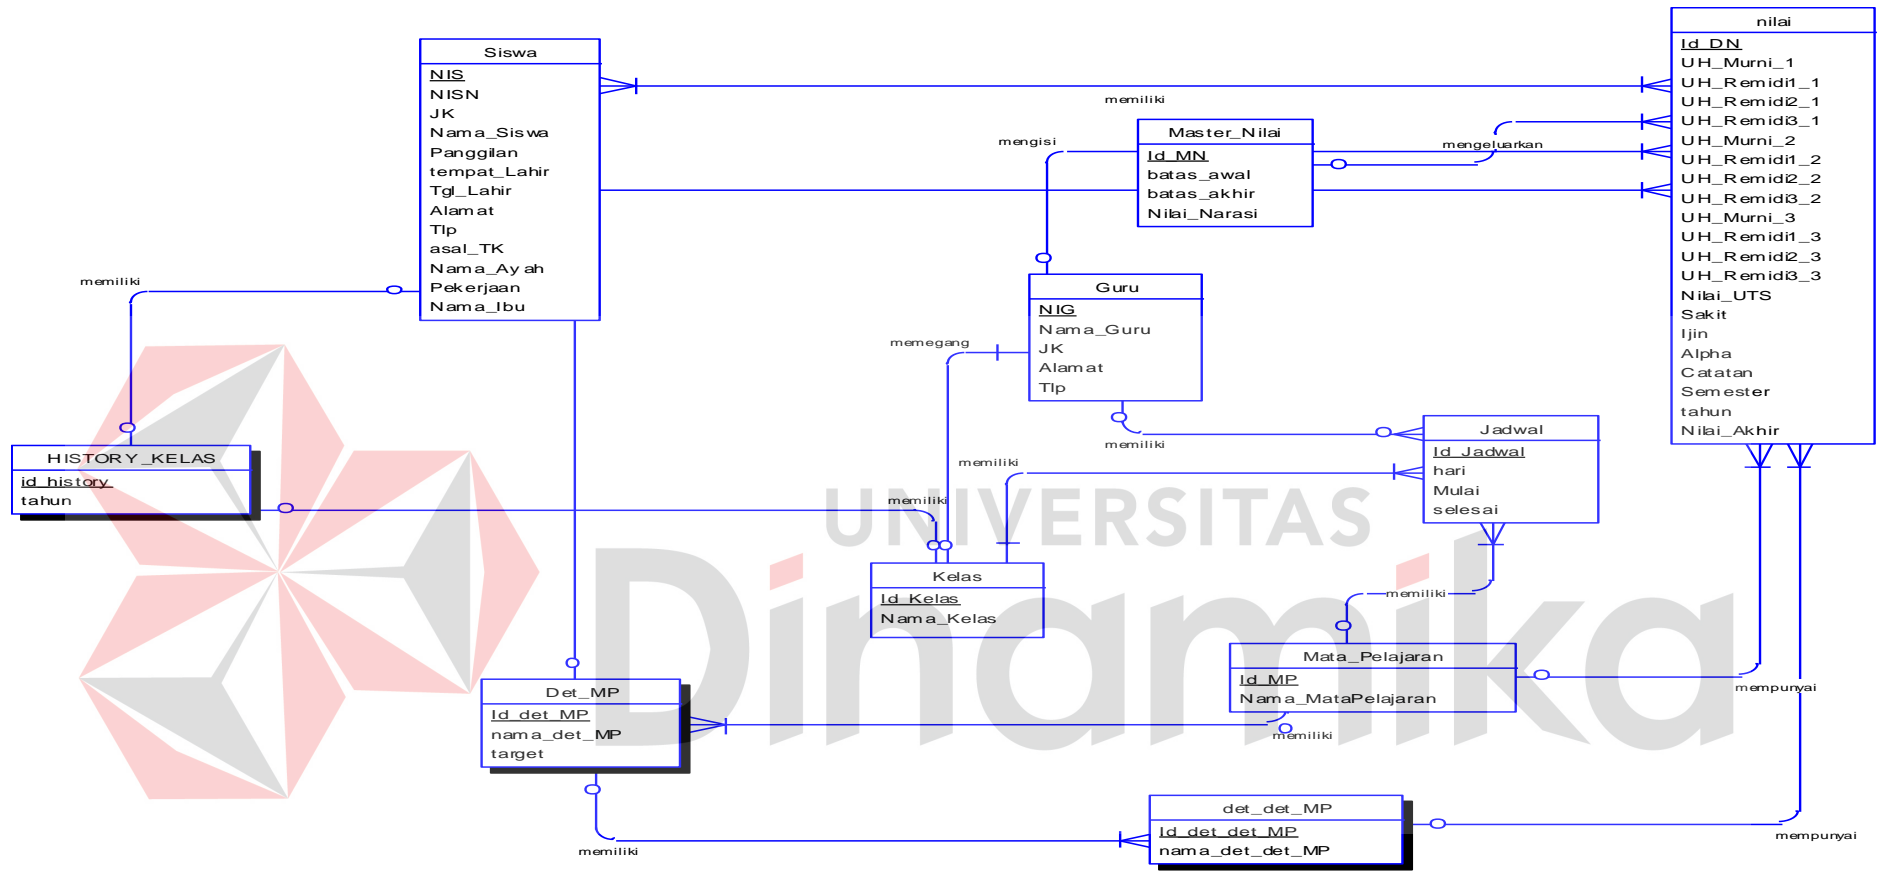 Siswa
NIS
NISN
JK
Nama_Siswa
Panggilan
tempat_Lahir
Tgl_Lahir
Alamat
Tlp
asal_TK
Nama_Ayah
Pekerjaan
Nama_Ibu
nilai
Id_DN
UH_Murni_1
UH_Remidi1_1
UH_Remidi2_1
UH_Remidi3_1
UH_Murni_2
UH_Remidi1_2
UH_Remidi2_2
UH_Remidi3_2
UH_Murni_3
UH_Remidi1_3
UH_Remidi2_3
UH_Remidi3_3
Nilai_UTS
Sakit
Ijin
Alpha
Catatan
Semester
tahun
Nilai_Akhir
memiliki
Master_Nilai
Id_MN
batas_awal
batas_akhir
Nilai_Narasi
mengisi
mengeluarkan
memiliki
Guru
NIG
Nama_Guru
JK
Alamat
Tlp
memegang
memiliki
Jadwal
Id_Jadwal
hari
Mulai
selesai
memiliki
HISTORY_KELAS
id_history
tahun
memiliki
UNIVERSITAS
Dinamika
Kelas
Id_Kelas
Nama_Kelas
memiliki
Mata_Pelajaran
Id_MP
Nama_MataPelajaran
mempunyai
Det_MP
Id_det_MP
nama_det_MP
target
memiliki
det_det_MP
Id_det_det_MP
nama_det_det_MP
memiliki
mempunyai